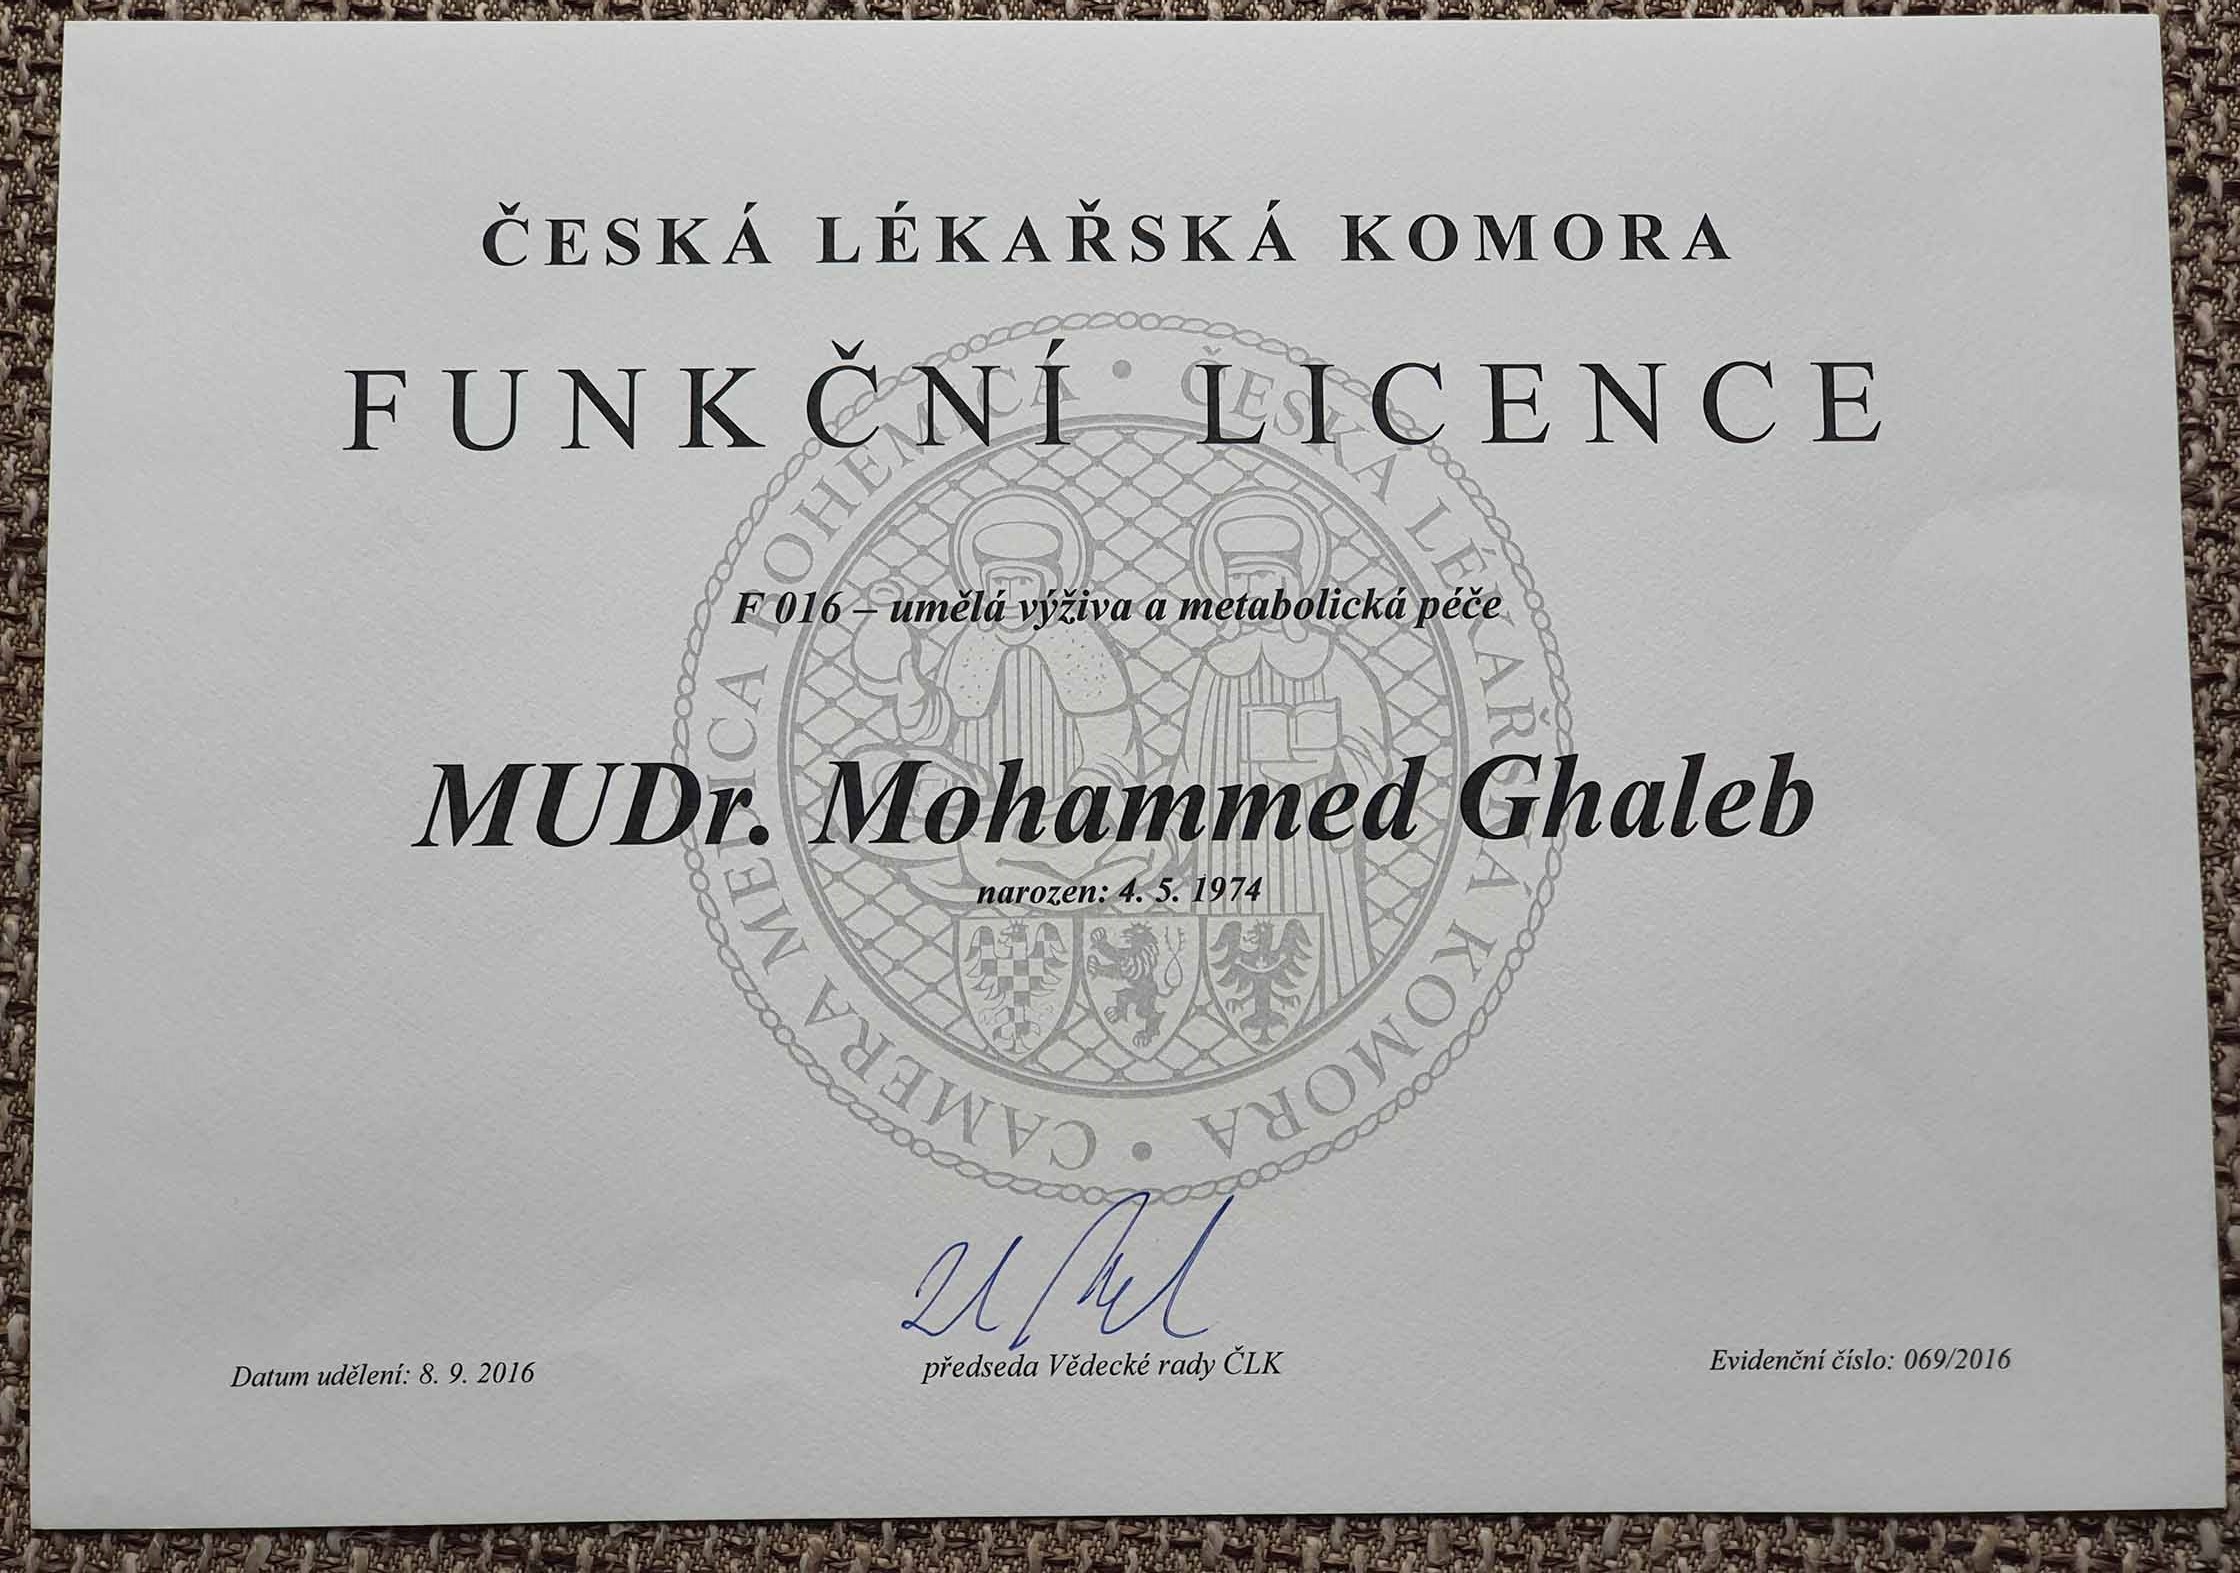 ČESKÁ LÉKAŘSKÁ KOMORA
FUNKČNÍ LICENCE
F 016 – umělá výživa a metabolická péče
MUDr. Mohammed Ghaleb
narozen: 4. 5. 1974
CAMERA MEDICA BOHEMICA • ČESKÁ LÉKAŘSKÁ KOMORA •
předseda Vědecké rady ČLK
Datum udělení: 8. 9. 2016
Evidenční číslo: 069/2016